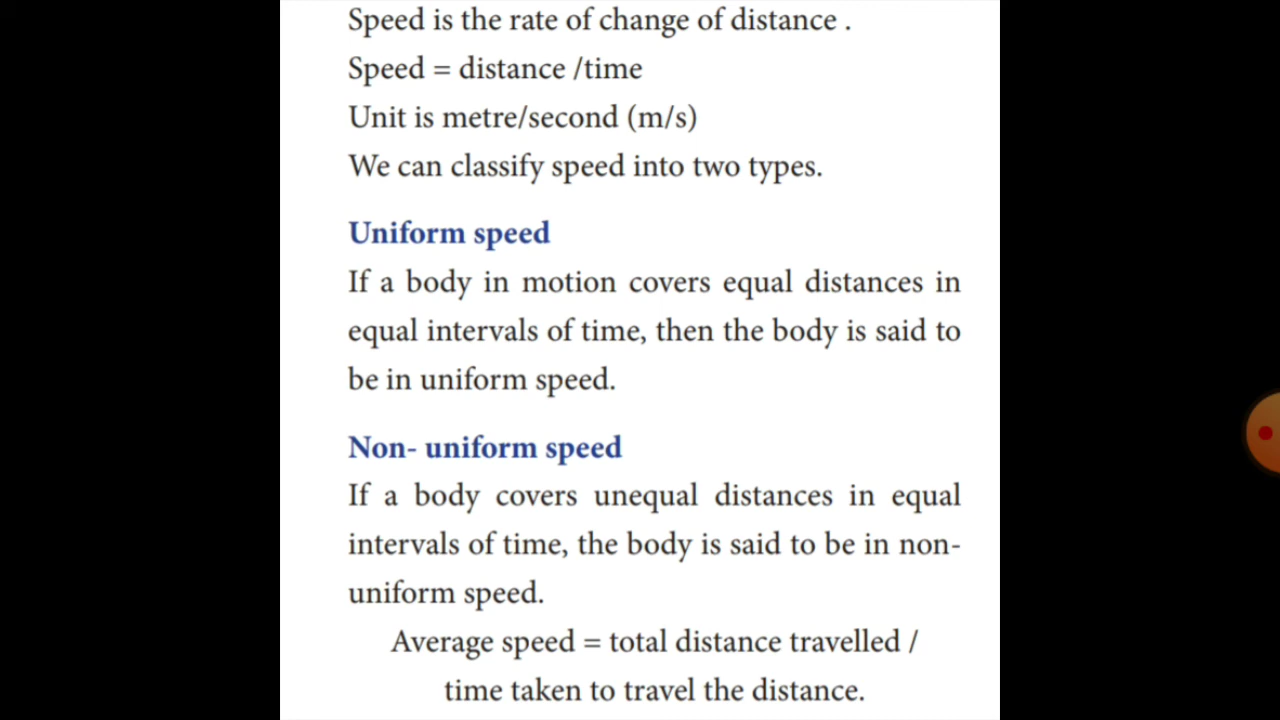 Speed is the rate of change of distance .
Speed = distance /time
Unit is metre/second (m/s)
We can classify speed into two types.
Uniform speed
If a body in motion covers equal distances in
equal intervals of time, then the body is said to
be in uniform speed.
Non- uniform speed
If a body covers unequal distances in equal
intervals of time, the body is said to be in non-
uniform speed.
Average speed = total distance travelled /
time taken to travel the distance.